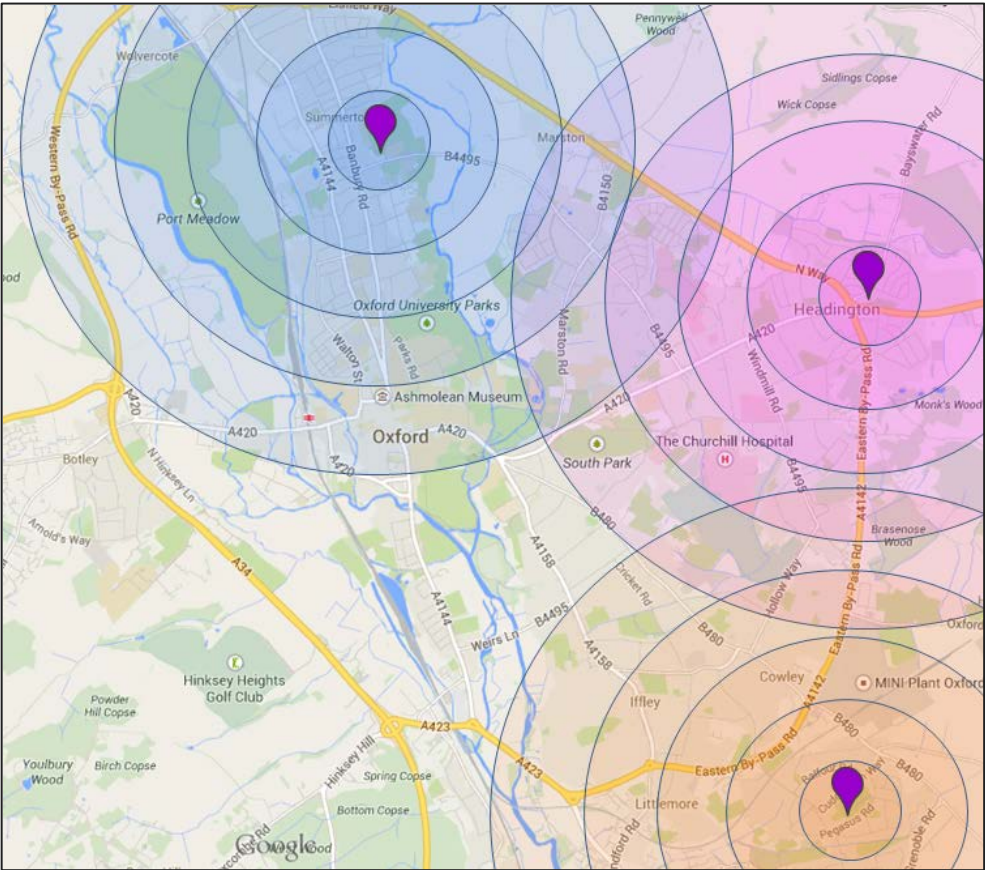 Pennywell
Wood
Wolvercote
Sidlings Copse
Wick Copse
Bayswater Rd
Western By-Pass Rd
A4144
Banbury Rd
B4495
Marston
B4150
Port Meadow
N Way
Headington
Oxford University Parks
Walton St
Parks Rd
Marston Rd
B4495
A420
Windmill Rd
Eastern By-Pass Rd
Monk's Wood
A420
Ashmolean Museum
A420
A420
Oxford
A420
A420
South Park
The Churchill Hospital
H
B4495
Botley
N Hinksey Ln
A4142
Arnold's Way
B480
Brasenose
Wood
A34
A4158
Cricket Rd
Hollow Way
Eastern By-Pass Rd
A4144
B4495
Weirs Ln
A4158
B480
Oxford
Hinksey Heights
Golf Club
Cowley
MINI Plant Oxford
A4142
Powder
Hill Copse
Iffley
B480
A423
Hinksey Hill
Youlbury
Wood
Birch Copse
Spring Copse
A423
Eastern By-Pass Rd
B480
Bottom Copse
Littlemore
Pegasus Rd
Google